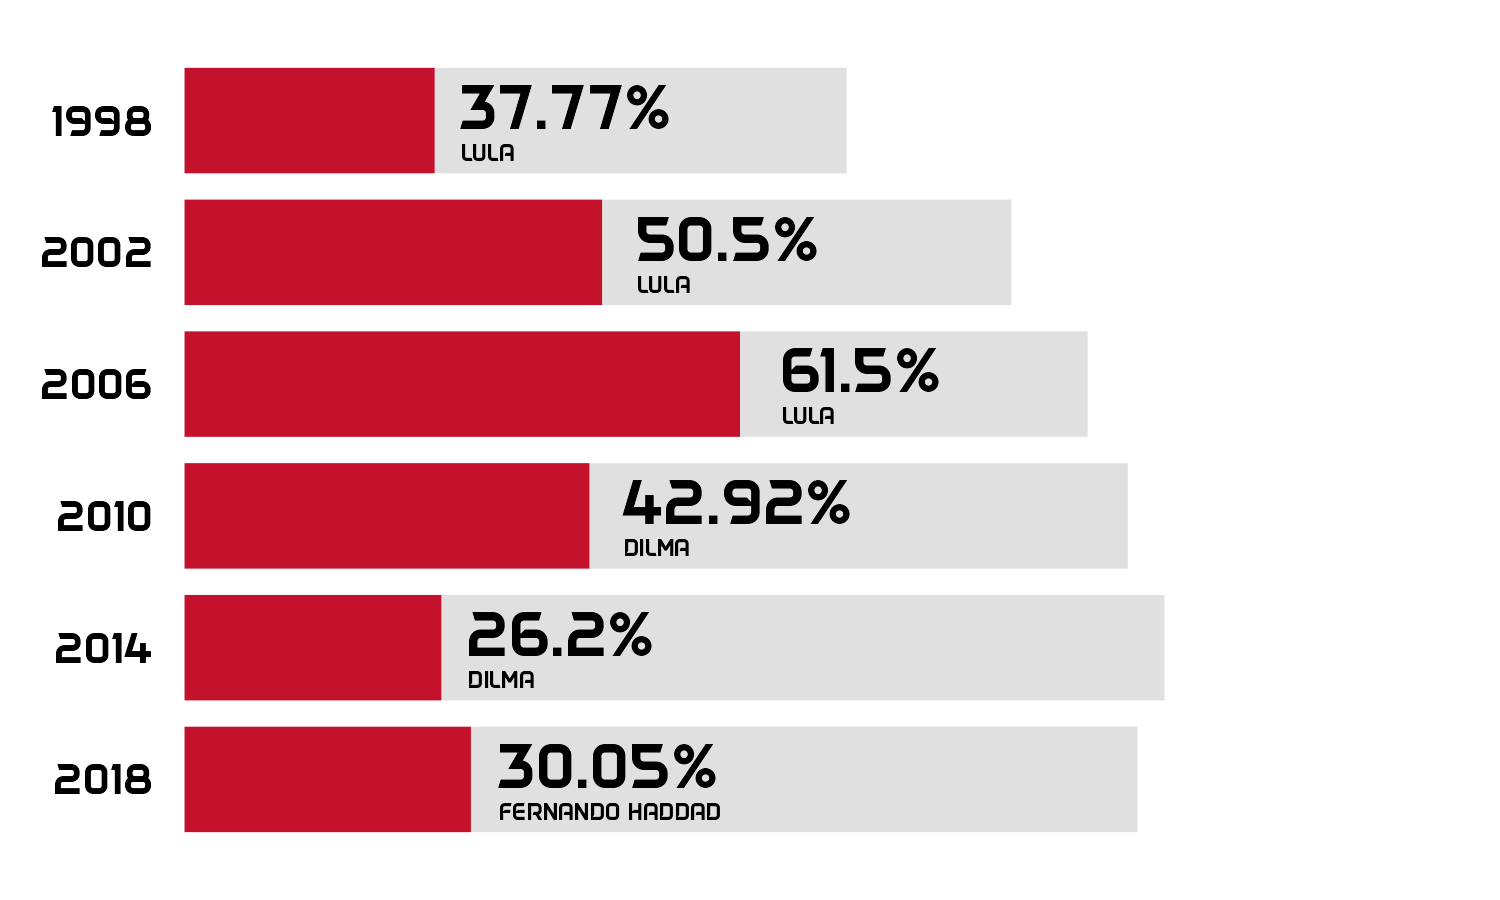 1998
37.77%
LULA
2002
50.5%
LULA
2006
61.5%
LULA
2010
42.92%
DILMA
2014
26.2%
DILMA
2018
30.05%
FERNANDO HADDAD